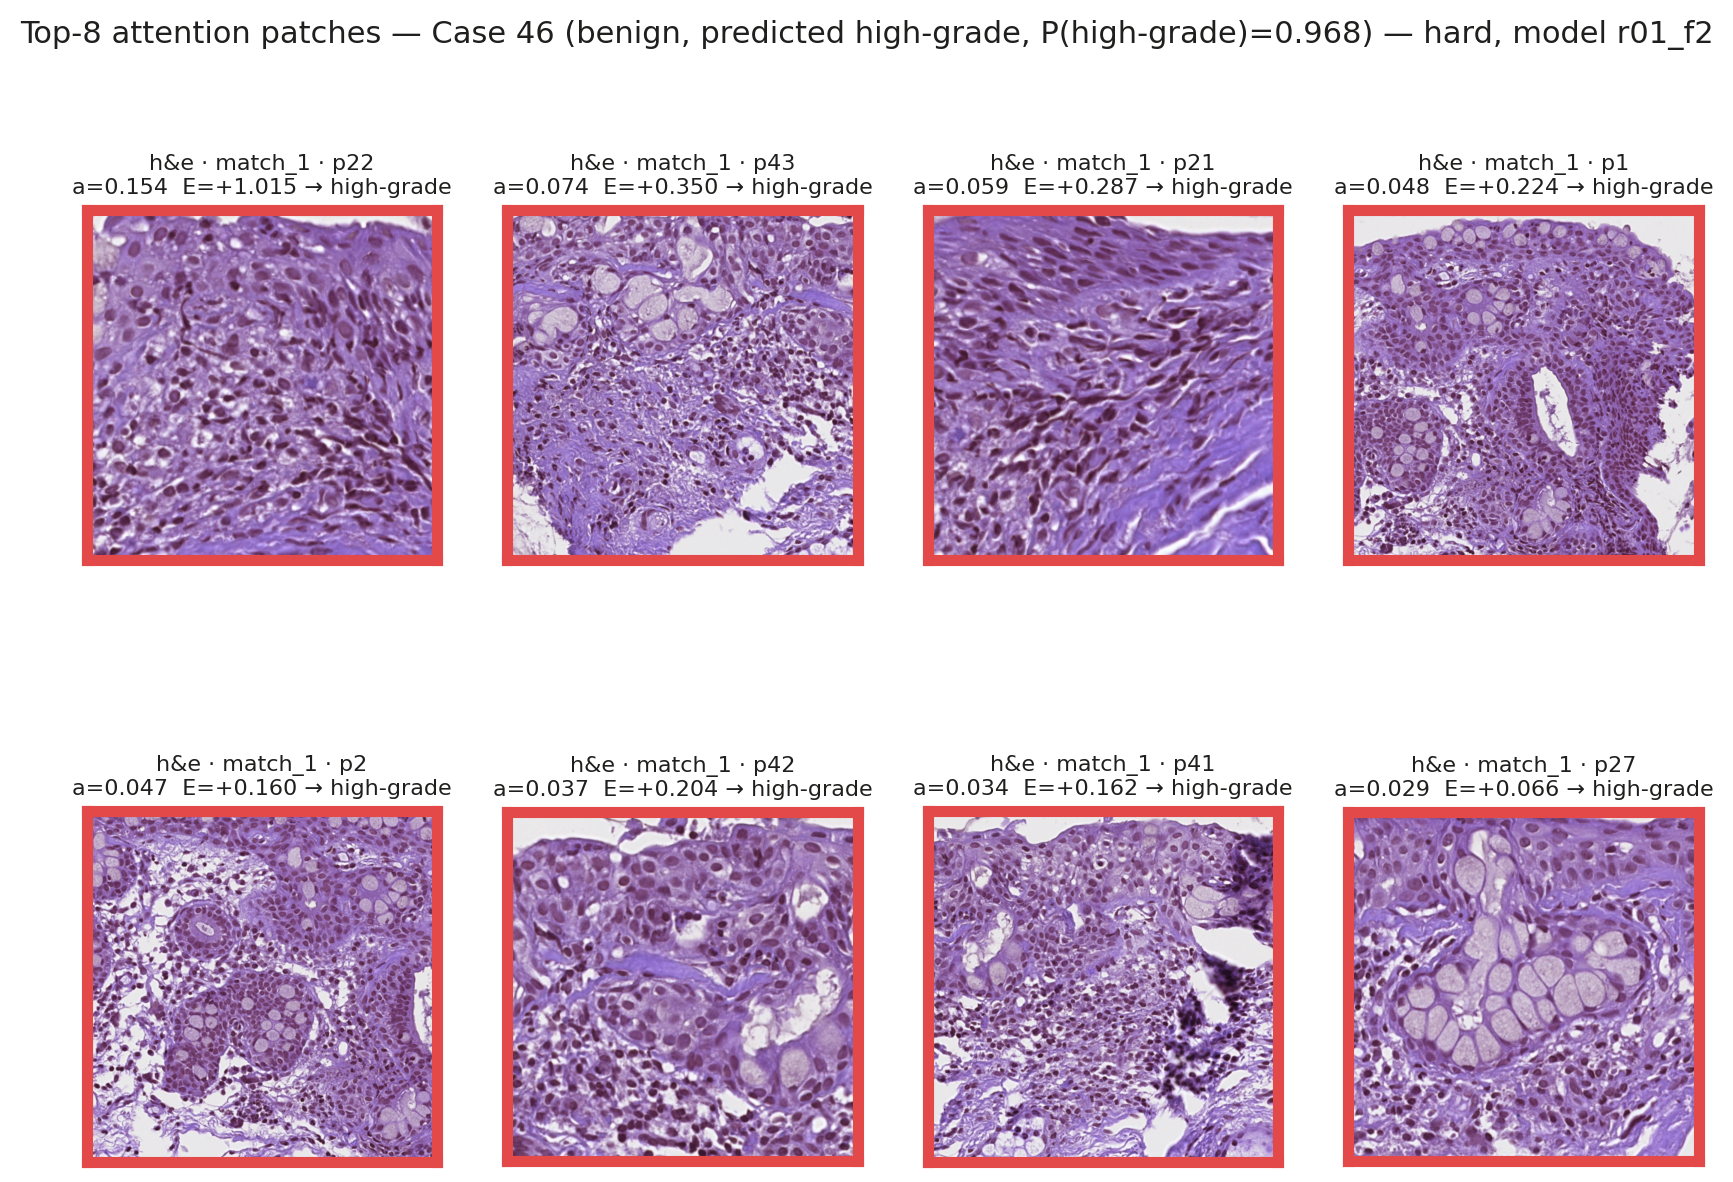 Top-8 attention patches — Case 46 (benign, predicted high-grade, P(high-grade)=0.968) — hard, model r01_f2
h&e · match_1 · p22
a=0.154  E=+1.015 → high-grade
h&e · match_1 · p43
a=0.074  E=+0.350 → high-grade
h&e · match_1 · p21
a=0.059  E=+0.287 → high-grade
h&e · match_1 · p1
a=0.048  E=+0.224 → high-grade
h&e · match_1 · p2
a=0.047  E=+0.160 → high-grade
h&e · match_1 · p42
a=0.037  E=+0.204 → high-grade
h&e · match_1 · p41
a=0.034  E=+0.162 → high-grade
h&e · match_1 · p27
a=0.029  E=+0.066 → high-grade